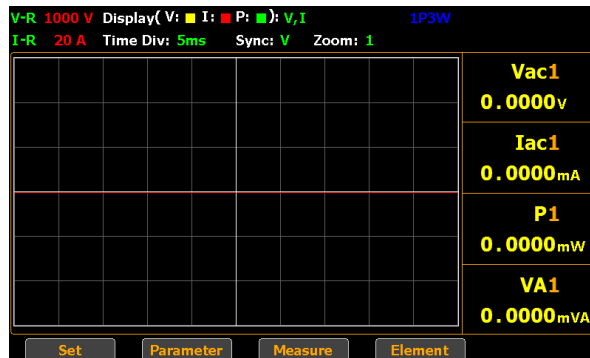 V-R 1000 V Display( V: I: P: ): V,I 1P3W
I-R 20 A Time Div: 5ms Sync: V Zoom: 1
Vac1
0.0000V
Iac1
0.0000mA
P1
0.0000mW
VA1
0.0000mVA
Set Parameter Measure Element